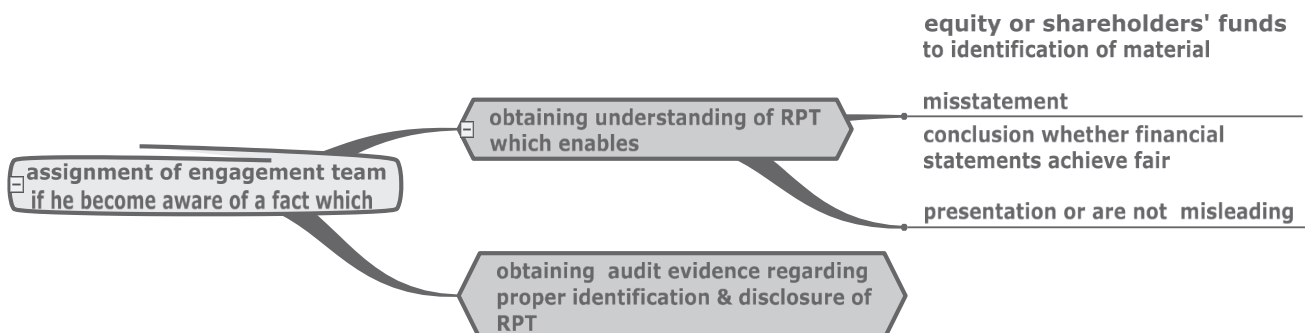 equity or shareholders' funds
to identification of material
misstatement
obtaining understanding of RPT
which enables
conclusion whether financial
statements achieve fair
presentation or are not misleading
assignment of engagement team
if he become aware of a fact which
obtaining audit evidence regarding
proper identification & disclosure of
RPT